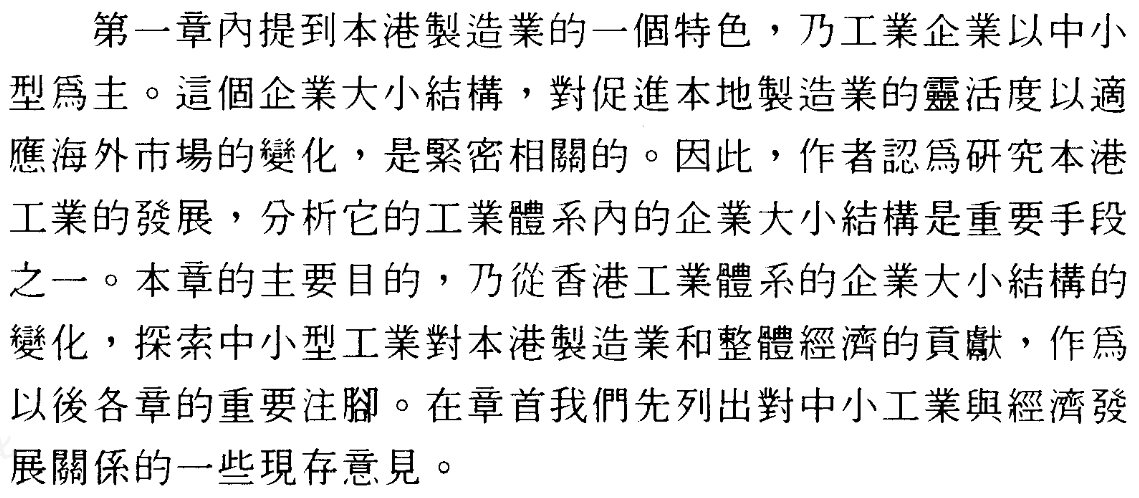 第一章內提到本港製造業的一個特色，乃工業企業以中小
型爲主。這個企業大小結構，對促進本地製造業的靈活度以適
應海外市場的變化，是緊密相關的。因此，作者認爲研究本港
工業的發展，分析它的工業體系內的企業大小結構是重要手段
之一。本章的主要目的，乃從香港工業體系的企業大小結構的
變化，探索中小型工業對本港製造業和整體經濟的貢獻，作爲
以後各章的重要注腳。在章首我們先列出對中小工業與經濟發
展關係的一些現存意見。